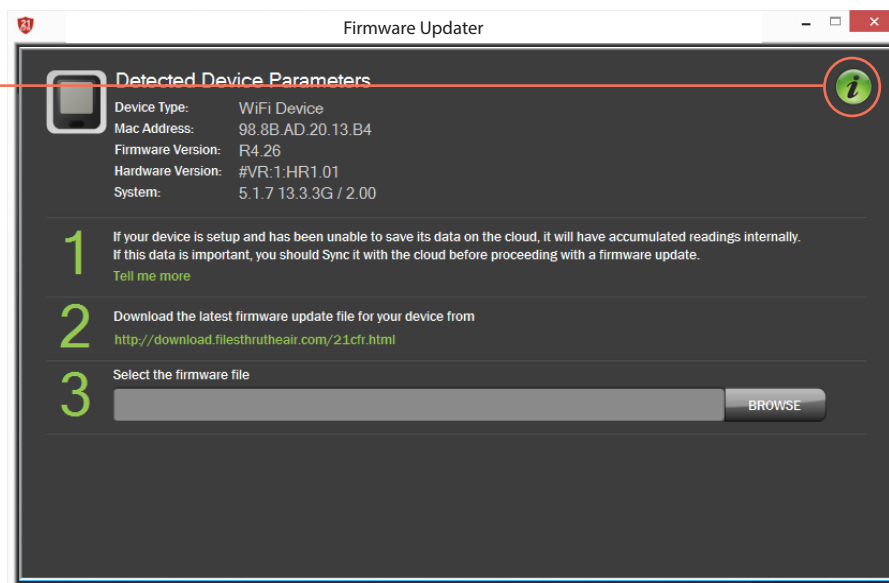 21
Firmware Updater
Detected Device Parameters
Device Type: WiFi Device
Mac Address: 98.8B.AD.20.13.B4
Firmware Version: R4.26
Hardware Version: #VR:1:HR1.01
System: 5.1.7 13.3.3G / 2.00
i
1
If your device is setup and has been unable to save its data on the cloud, it will have accumulated readings internally.
If this data is important, you should Sync it with the cloud before proceeding with a firmware update.
Tell me more
2
Download the latest firmware update file for your device from
http://download.filesthrutheair.com/21cfr.html
3
Select the firmware file
BROWSE